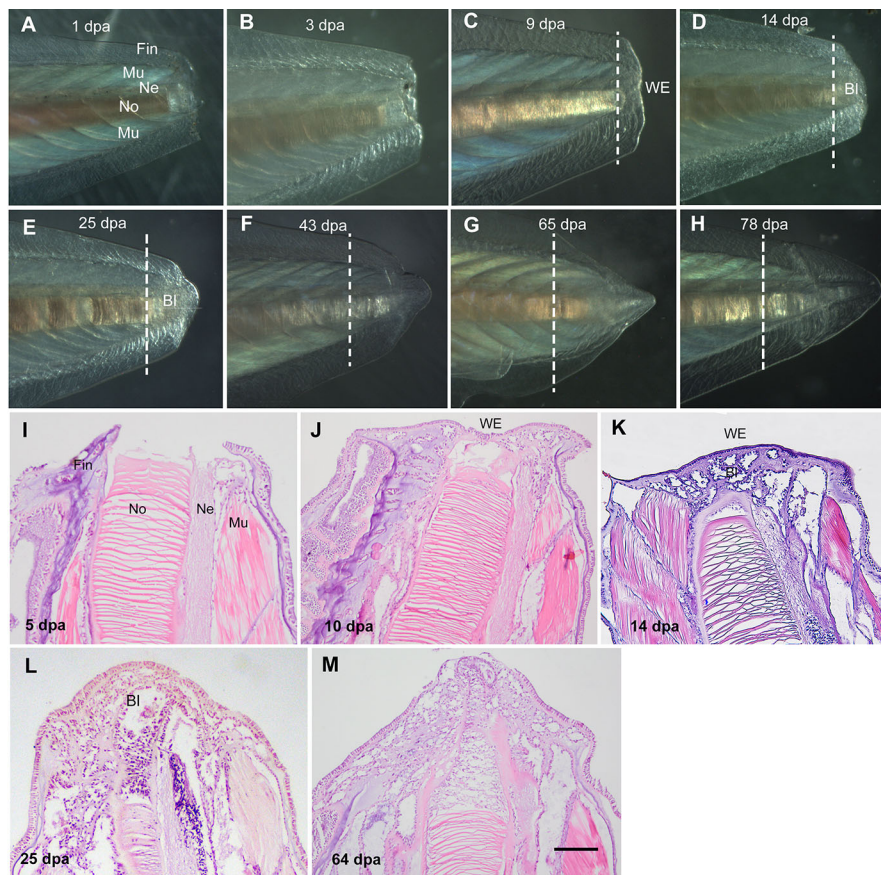 A
1 dpa
Fin
Mu
Ne
No
Mu
B
3 dpa
C
9 dpa
WE
D
14 dpa
Bl
E
25 dpa
Bl
F
43 dpa
G
65 dpa
H
78 dpa
I
Fin
No
Ne
Mu
5 dpa
J
WE
10 dpa
K
WE
Bl
14 dpa
L
Bl
25 dpa
M
64 dpa